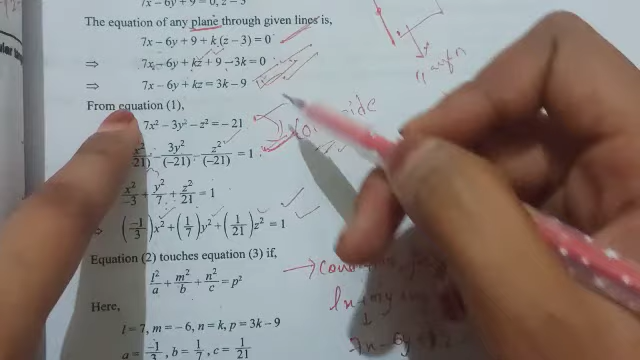 7x − 6y + 9 = 0, z − 3
The equation of any plane through given lines is,
7x − 6y + 9 + k (z − 3) = 0
⇒ 7x − 6y + kz + 9 − 3k = 0
⇒ 7x − 6y + kz = 3k − 9
From equation (1),
7x² − 3y² − z² = −21
x²/21) − 3y²/(−21) − z²/(−21) = 1
x²/−3 + y²/7 + z²/21 = 1
⇒ (−1/3) x² + (1/7) y² + (1/21) z² = 1
Equation (2) touches equation (3) if,
l²/a + m²/b + n²/c = p²
Here,
l = 7, m = −6, n = k, p = 3k − 9
a = −1/3, b = 1/7, c = 1/21